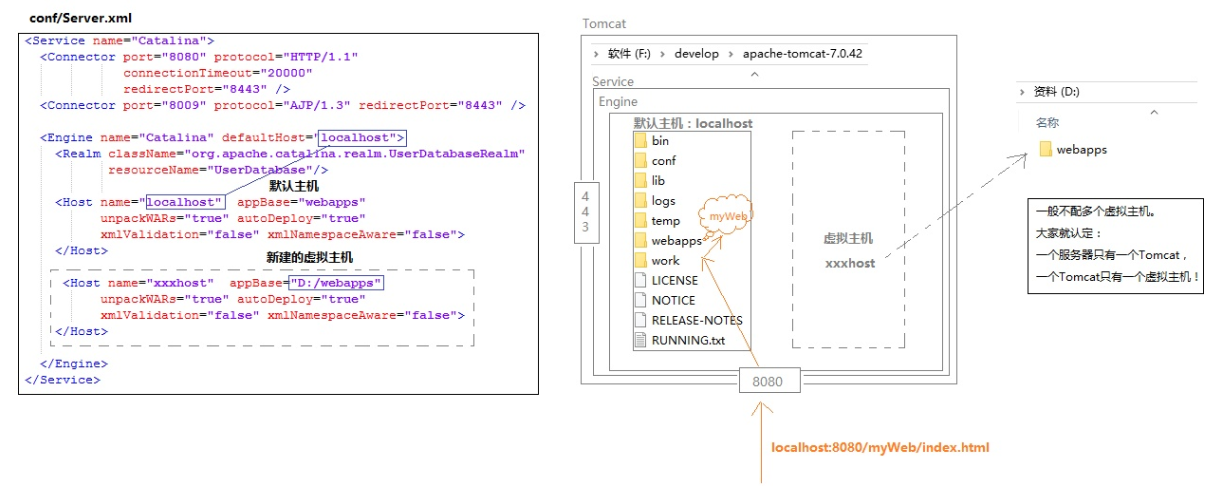 conf/Server.xml
<Service name="Catalina">
<Connector port="8080" protocol="HTTP/1.1"
connectionTimeout="20000"
redirectPort="8443" />
<Connector port="8009" protocol="AJP/1.3" redirectPort="8443" />
<Engine name="Catalina" defaultHost="localhost">
<Realm className="org.apache.catalina.realm.UserDatabaseRealm"
resourceName="UserDatabase"/>
默认主机
<Host name="localhost" appBase="webapps"
unpackWARs="true" autoDeploy="true"
xmlValidation="false" xmlNamespaceAware="false">
</Host>
新建的虚拟主机
<Host name="xxxhost" appBase="D:/webapps"
unpackWARs="true" autoDeploy="true"
xmlValidation="false" xmlNamespaceAware="false">
</Host>
</Engine>
</Service>
Tomcat
软件 (F:) > develop > apache-tomcat-7.0.42
Service
Engine
默认主机：localhost
bin
conf
lib
logs
temp
webapps
work
LICENSE
NOTICE
RELEASE-NOTES
RUNNING.txt
myWeb
443
虚拟主机
xxxhost
8080
localhost:8080/myWeb/index.html
资料 (D:)
名称
webapps
一般不配多个虚拟主机。
大家就认定：
一个服务器只有一个Tomcat，
一个Tomcat只有一个虚拟主机！